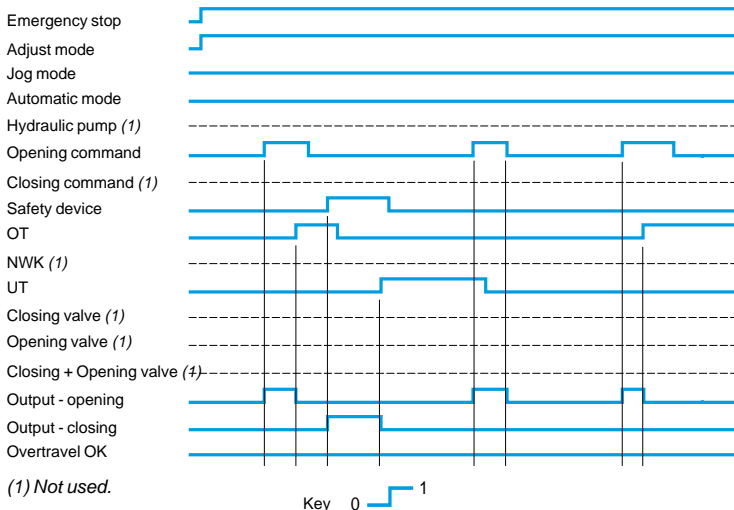 Emergency stop
Adjust mode
Jog mode
Automatic mode
Hydraulic pump (1)
Opening command
Closing command (1)
Safety device
OT
NWK (1)
UT
Closing valve (1)
Opening valve (1)
Closing + Opening valve (1)
Output - opening
Output - closing
Overtravel OK
(1) Not used.
Key 0 1